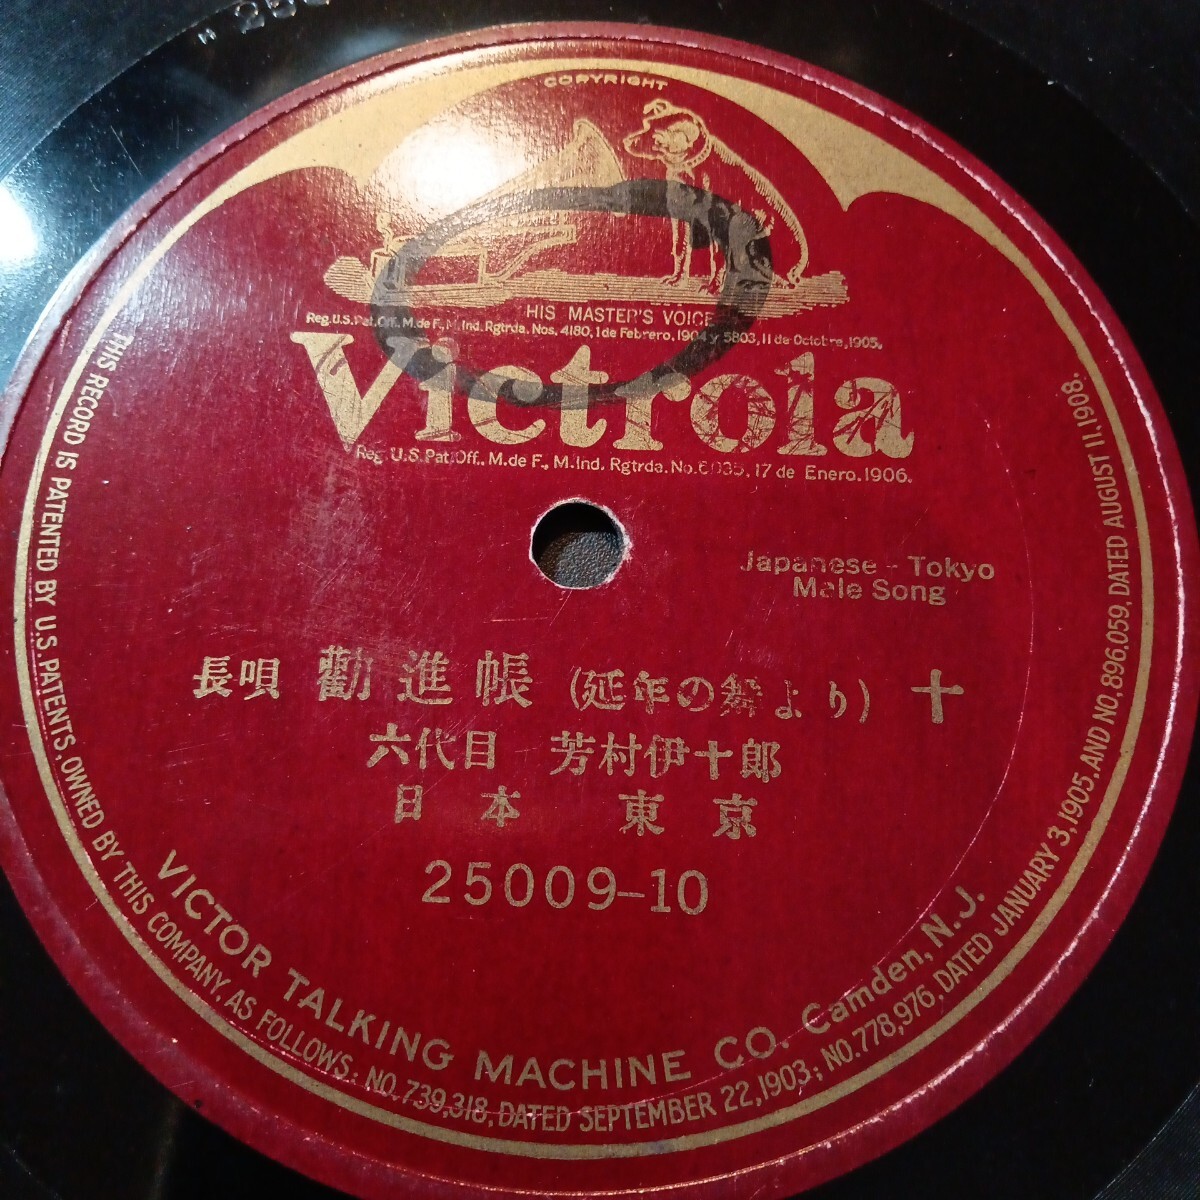 COPYRIGHT
HIS MASTER'S VOICE
Reg.U.S.Pat.Off. M.de F., M.Ind. Rgtrda. Nos. 4180, 1 de Febrero, 1904 y 5803, 11 de Octobre, 1905.
Victrola
Reg. U.S. Pat. Off., M. de F., M. Ind. Rgtrda. No. 6035, 17 de Enero. 1906.
Japanese - Tokyo
Male Song
長唄 勸進帳 (延年の舞より) 十
六代目 芳村伊十郎
日本 東京
25009-10
VICTOR TALKING MACHINE CO. Camden, N.J.
THIS RECORD IS PATENTED BY U.S. PATENTS, OWNED BY THIS COMPANY, AS FOLLOWS: NO. 739,318, DATED SEPTEMBER 22, 1903; NO. 778,976, DATED JANUARY 3, 1905, AND NO. 896,059, DATED AUGUST 11, 1908.